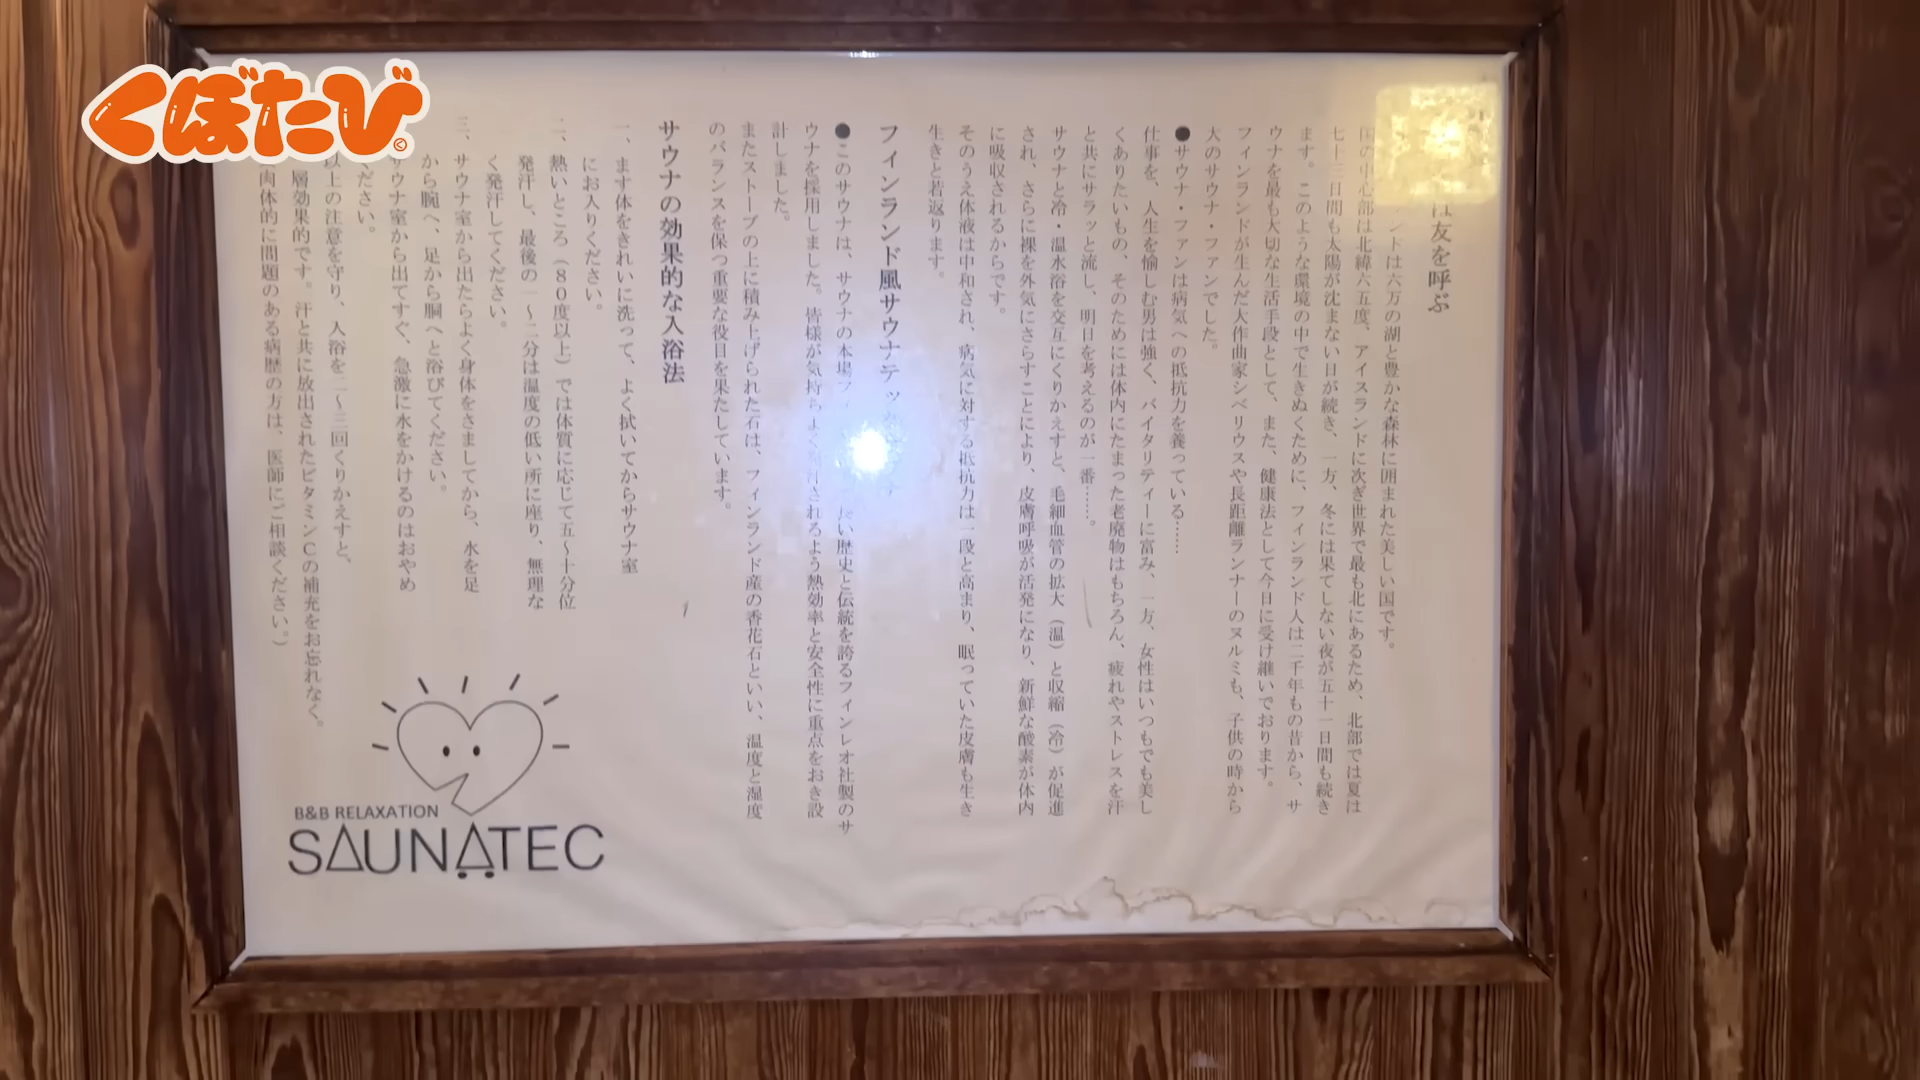 くぼたび
は友を呼ぶ
ンドは六万の湖と豊かな森林に囲まれた美しい国です。
国の中心部は北緯六五度、アイスランドに次ぎ世界で最も北にあるため、北部では夏は
七十三日間も太陽が沈まない日が続き、一方、冬には果てしない夜が五十一日間も続き
ます。このような環境の中で生きぬくために、フィンランド人は二千年もの昔から、サ
ウナを最も大切な生活手段として、また、健康法として今日に受け継いでおります。
フィンランドが生んだ大作曲家シベリウスや長距離ランナーのヌルミも、子供の時から
大のサウナ・ファンでした。
●サウナ・ファンは病気への抵抗力を養っている……
仕事を、人生を愉しむ男は強く、バイタリティーに富み、一方、女性はいつもでも美し
くありたいもの、そのためには体内にたまった老廃物はもちろん、疲れやストレスを汗
と共にサラッと流し、明日を考えるのが一番……。
サウナと冷・温水浴を交互にくりかえすと、毛細血管の拡大（温）と収縮（冷）が促進
され、さらに裸を外気にさらすことにより、皮膚呼吸が活発になり、新鮮な酸素が体内
に吸収されるからです。
そのうえ体液は中和され、病気に対する抵抗力は一段と高まり、眠っていた皮膚も生き
生きと若返ります。
フィンランド風サウナテッ
●このサウナは、サウナの本場フ 長い歴史と伝統を誇るフィンレオ社製のサ
ウナを採用しました。皆様が気持ちよく されるよう熱効率と安全性に重点をおき設
計しました。
またストーブの上に積み上げられた石は、フィンランド産の香花石といい、温度と湿度
のバランスを保つ重要な役目を果たしています。
サウナの効果的な入浴法
一、ます体をきれいに洗って、よく拭いてからサウナ室
にお入りください。
二、熱いところ（８０度以上）では体質に応じて五～十分位
発汗し、最後の一～二分は温度の低い所に座り、無理な
く発汗してください。
三、サウナ室から出たらよく身体をさましてから、水を足
から腕へ、足から胴へと浴びてください。
ウナ室から出てすぐ、急激に水をかけるのはおやめ
ください。
以上の注意を守り、入浴を二～三回くりかえすと、
層効果的です。汗と共に放出されたビタミンＣの補充をお忘れなく。
肉体的に問題のある病歴の方は、医師にご相談ください。）
B&B RELAXATION
SAUNATEC